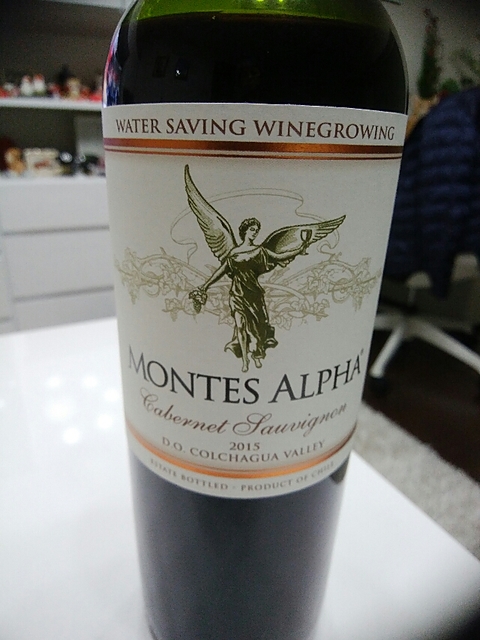 WATER SAVING WINEGROWING
MONTES ALPHA®
Cabernet Sauvignon
2015
D.O. COLCHAGUA VALLEY
ESTATE BOTTLED - PRODUCT OF CHILE